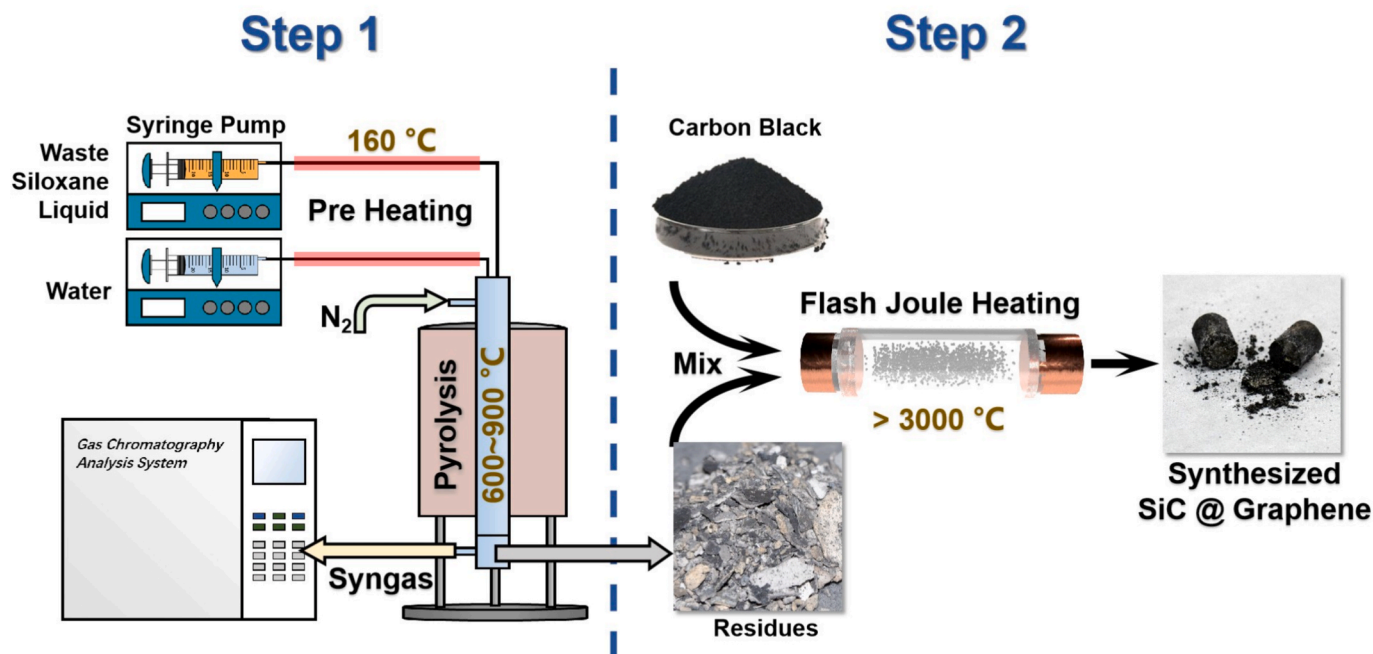 Step 1
Step 2
Syringe Pump
Waste
Siloxane
Liquid
160 °C
Pre Heating
Water
N2
Pyrolysis
600~900 °C
Gas Chromatography
Analysis System
Syngas
Carbon Black
Mix
Flash Joule Heating
> 3000 °C
Residues
Synthesized
SiC @ Graphene